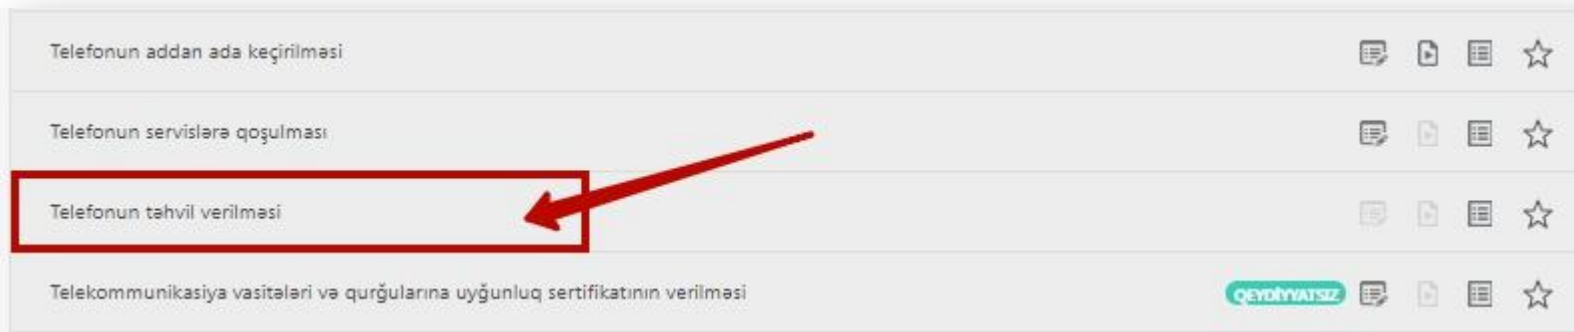 Telefonun addan ada keçirilməsi
Telefonun servislərə qoşulması
Telefonun təhvil verilməsi
Telekommunikasiya vasitələri və qurğularına uyğunluq sertifikatının verilməsi QEYDİYYATSIZ